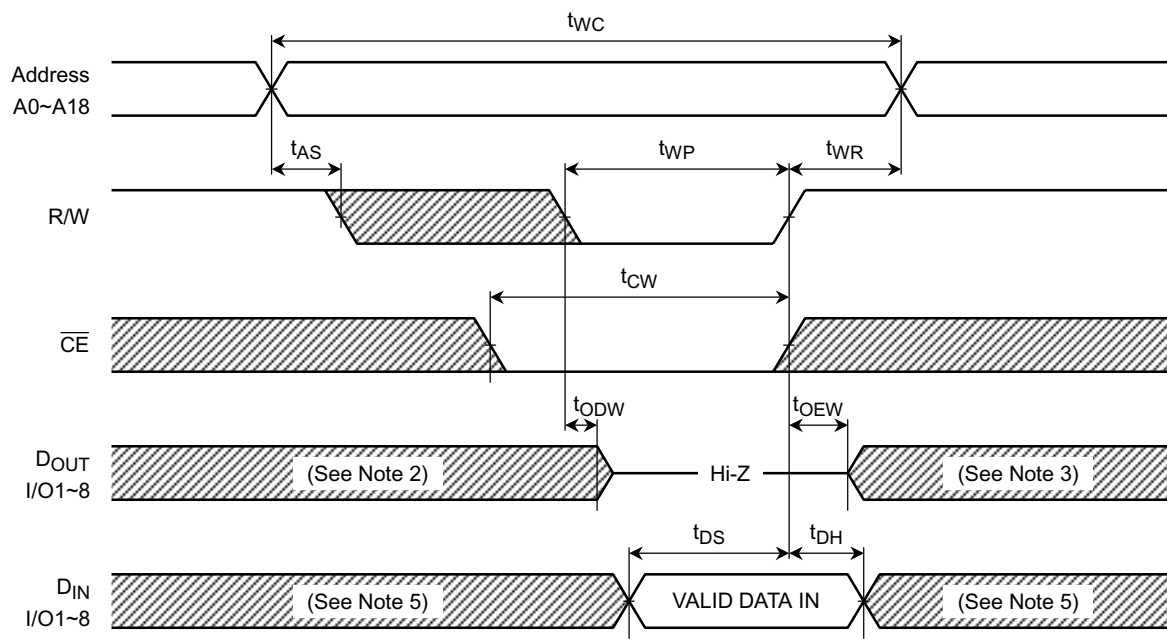 tWC
Address
A0~A18
tAS
tWP
tWR
R/W
tCW
CE
tODW
tOEW
DOUT
I/O1~8
(See Note 2)
Hi-Z
(See Note 3)
tDS
tDH
DIN
I/O1~8
(See Note 5)
VALID DATA IN
(See Note 5)